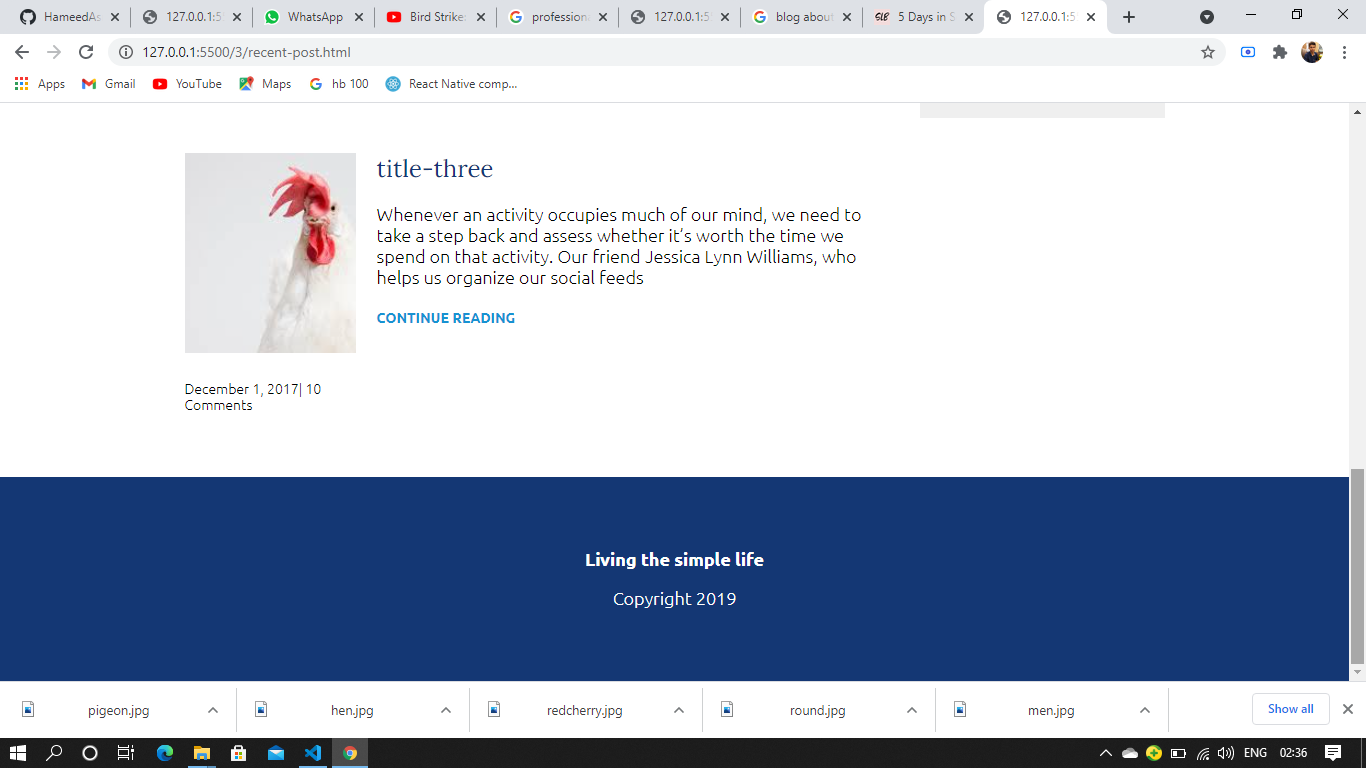 HameedAs
127.0.0.1:5
WhatsApp
Bird Strike:
profession
127.0.0.1:5
blog about
SLB 5 Days in S
127.0.0.1:5
127.0.0.1:5500/3/recent-post.html
Apps
Gmail
YouTube
Maps
hb 100
React Native comp...
title-three
Whenever an activity occupies much of our mind, we need to
take a step back and assess whether it's worth the time we
spend on that activity. Our friend Jessica Lynn Williams, who
helps us organize our social feeds
CONTINUE READING
December 1, 2017| 10
Comments
Living the simple life
Copyright 2019
pigeon.jpg
hen.jpg
redcherry.jpg
round.jpg
men.jpg
Show all
ENG
02:36